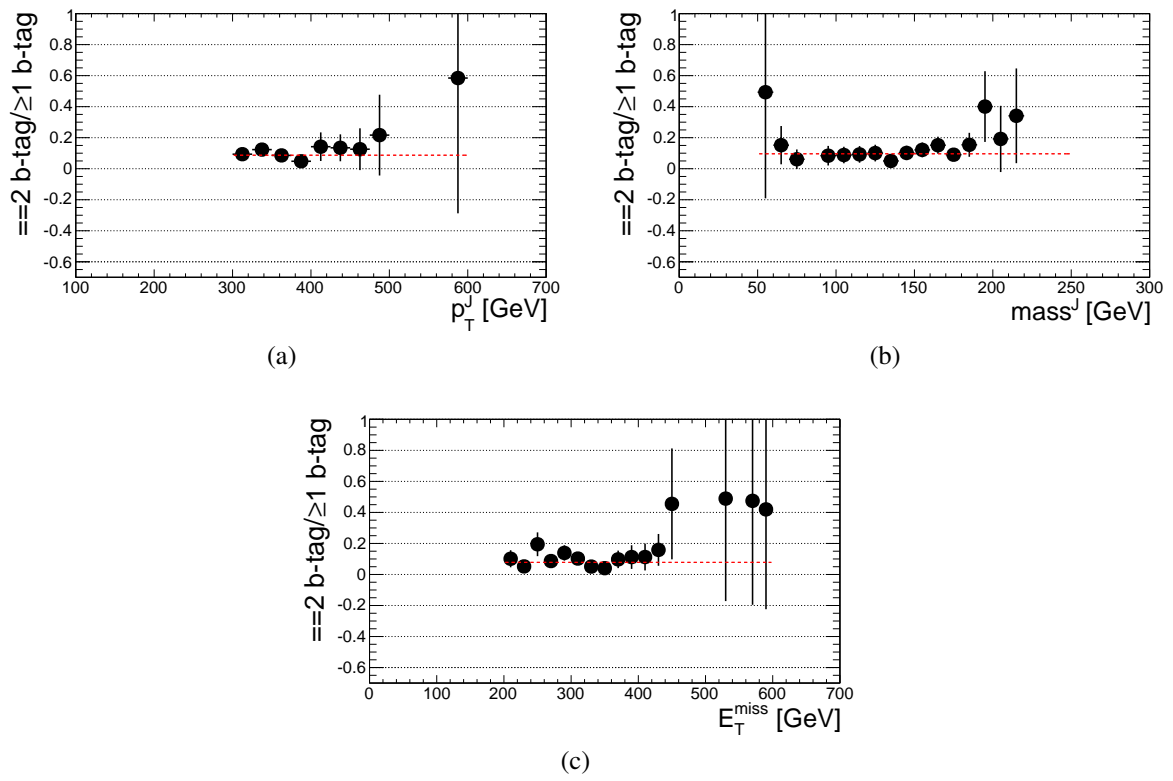 ==2 b-tag/≥1 b-tag
1
0.8
0.6
0.4
0.2
0
-0.2
-0.4
-0.6
100 200 300 400 500 600 700
p_T^J [GeV]
(a)
==2 b-tag/≥1 b-tag
1
0.8
0.6
0.4
0.2
0
-0.2
-0.4
-0.6
0 50 100 150 200 250 300
mass^J [GeV]
(b)
==2 b-tag/≥1 b-tag
1
0.8
0.6
0.4
0.2
0
-0.2
-0.4
-0.6
0 100 200 300 400 500 600 700
E_T^miss [GeV]
(c)